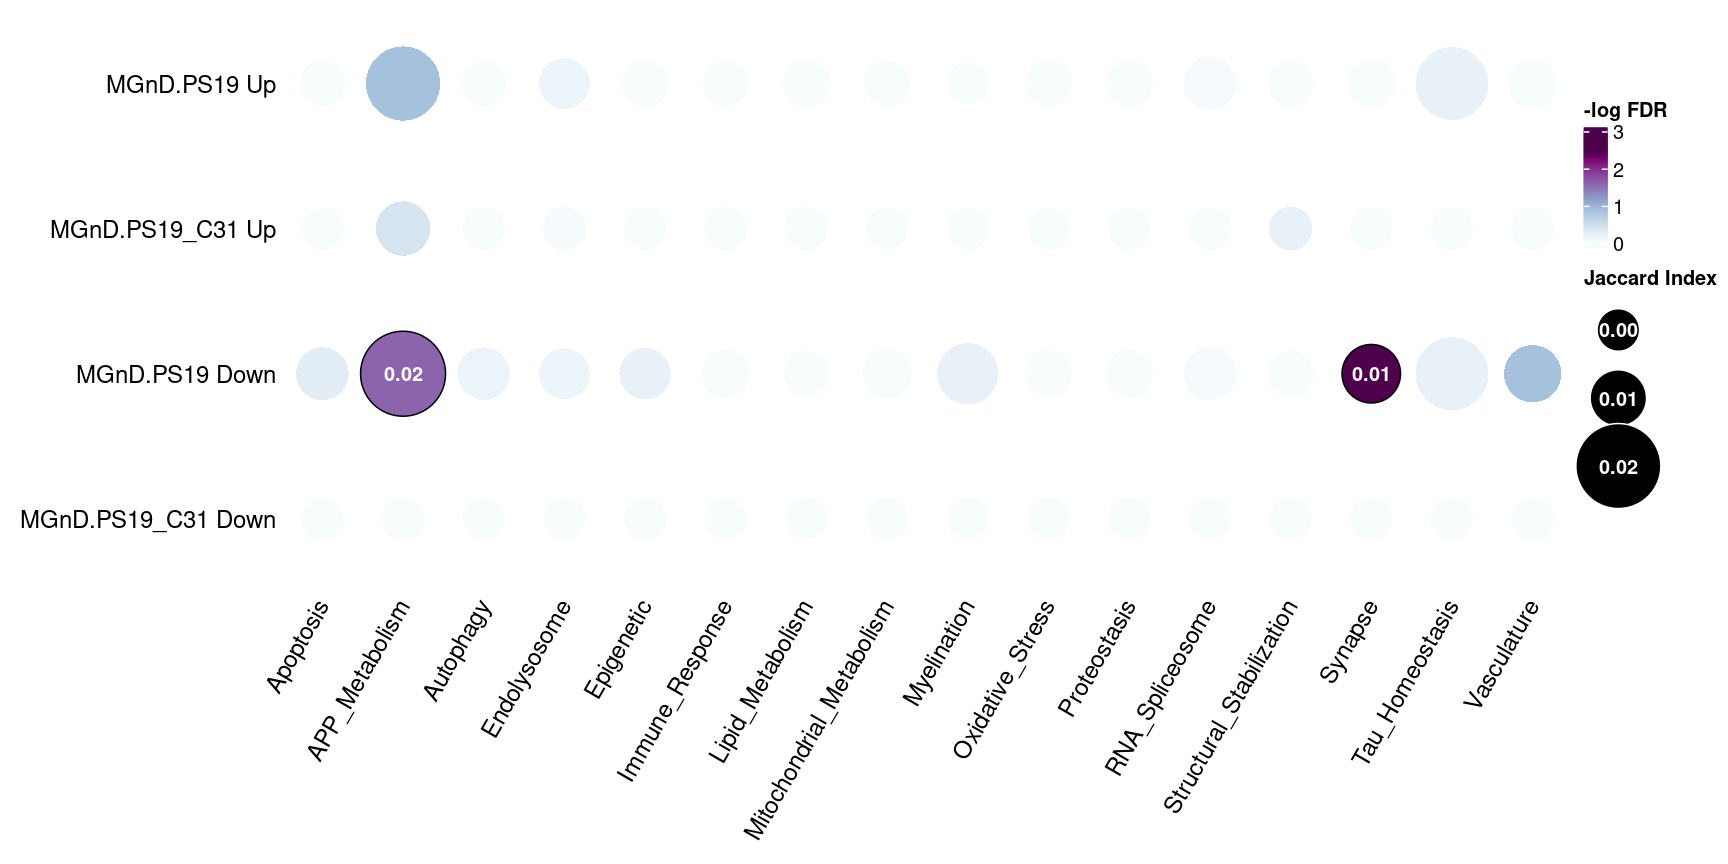 MGnD.PS19 Up
MGnD.PS19_C31 Up
MGnD.PS19 Down
0.02
0.01
MGnD.PS19_C31 Down
Apoptosis
APP_Metabolism
Autophagy
Endolysosome
Epigenetic
Immune_Response
Lipid_Metabolism
Mitochondrial_Metabolism
Myelination
Oxidative_Stress
Proteostasis
RNA_Spliceosome
Structural_Stabilization
Synapse
Tau_Homeostasis
Vasculature
-log FDR
3
2
1
0
Jaccard Index
0.00
0.01
0.02